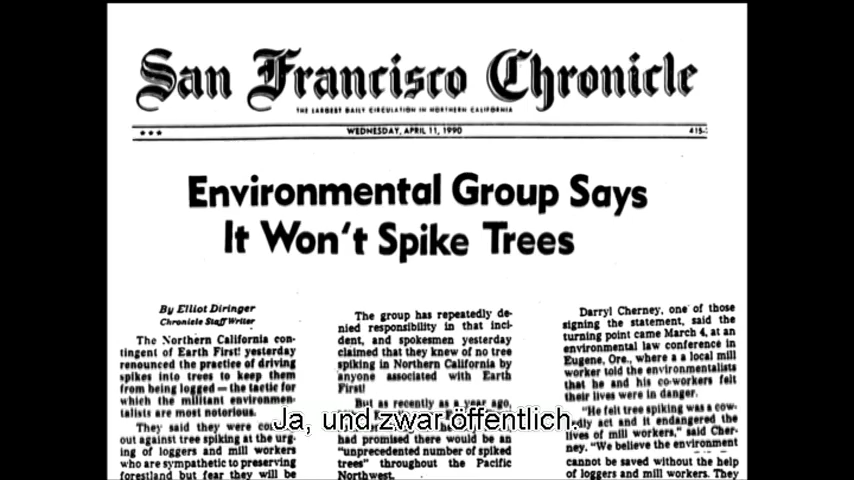 San Francisco Chronicle
THE LARGEST DAILY CIRCULATION IN NORTHERN CALIFORNIA
★★★ WEDNESDAY, APRIL 11, 1990 415-
Environmental Group Says
It Won't Spike Trees
By Elliot Diringer
Chronicle Staff Writer
The Northern California con-
tingent of Earth First! yesterday
renounced the practice of driving
spikes into trees to keep them
from being logged — the tactic for
which the militant environmen-
talists are most notorious.
They said they were
out against tree spiking at the urg-
ing of loggers and mill workers
who are sympathetic to preserving
forestland but fear they will be
The group has repeatedly de-
nied responsibility in that inci-
dent, and spokesmen yesterday
claimed that they knew of no tree
spiking in Northern California by
anyone associated with Earth
First!
But as recently as a year ago,
had promised there would be an
"unprecedented number of spiked
trees" throughout the Pacific
Northwest.
Darryl Cherney, one of those
signing the statement, said the
turning point came March 4, at an
environmental law conference in
Eugene, Ore., where a a local mill
worker told the environmentalists
that he and his co-workers felt
their lives were in danger.
"He felt tree spiking was a cow-
ardly act and it endangered the
lives of mill workers," said Cher-
ney. "We believe the environment
cannot be saved without the help
of loggers and mill workers. They
Ja, und zwar öffentlich.